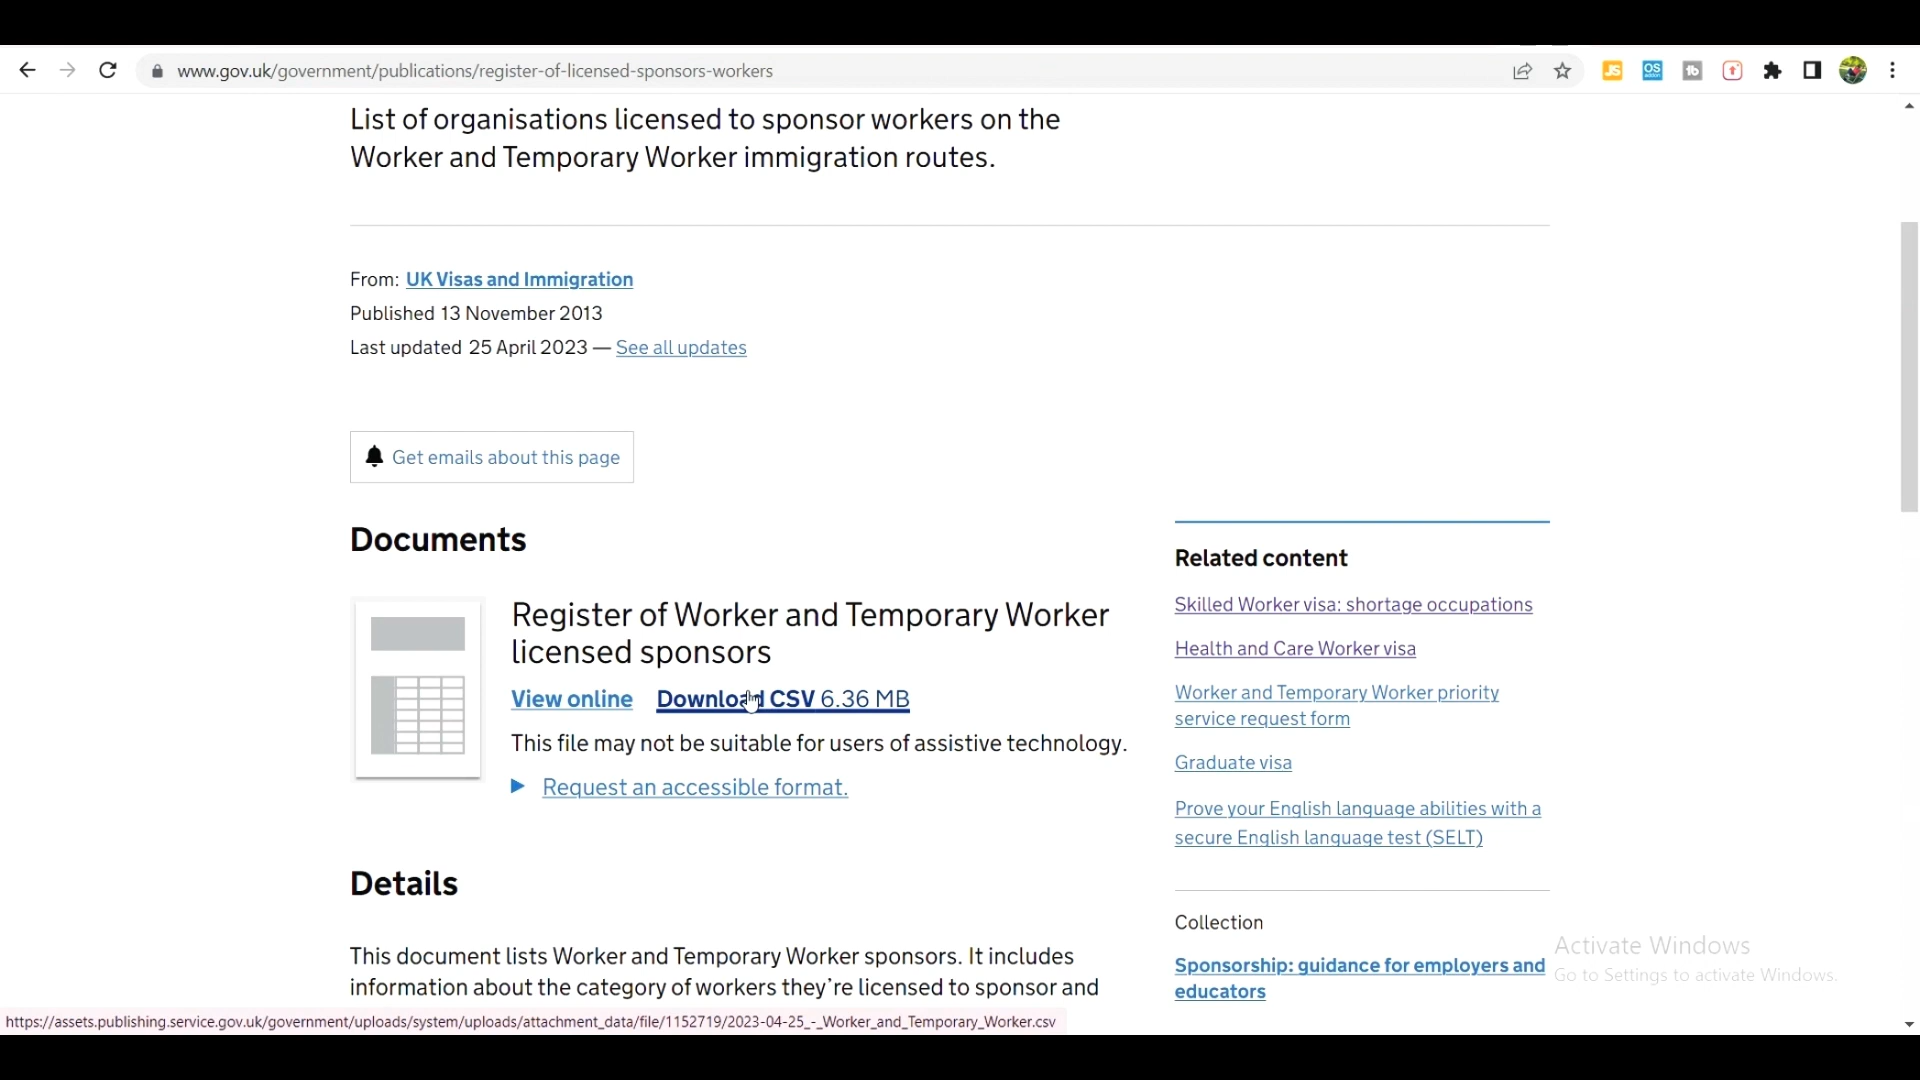 www.gov.uk/government/publications/register-of-licensed-sponsors-workers
JS
OS
addon
tb
List of organisations licensed to sponsor workers on the
Worker and Temporary Worker immigration routes.
From: UK Visas and Immigration
Published 13 November 2013
Last updated 25 April 2023 — See all updates
Get emails about this page
Documents
Register of Worker and Temporary Worker
licensed sponsors
View online Download CSV 6.36 MB
This file may not be suitable for users of assistive technology.
Request an accessible format.
Details
This document lists Worker and Temporary Worker sponsors. It includes
information about the category of workers they're licensed to sponsor and
Related content
Skilled Worker visa: shortage occupations
Health and Care Worker visa
Worker and Temporary Worker priority
service request form
Graduate visa
Prove your English language abilities with a
secure English language test (SELT)
Collection
Sponsorship: guidance for employers and
educators
Activate Windows
Go to Settings to activate Windows.
https://assets.publishing.service.gov.uk/government/uploads/system/uploads/attachment_data/file/1152719/2023-04-25_-_Worker_and_Temporary_Worker.csv